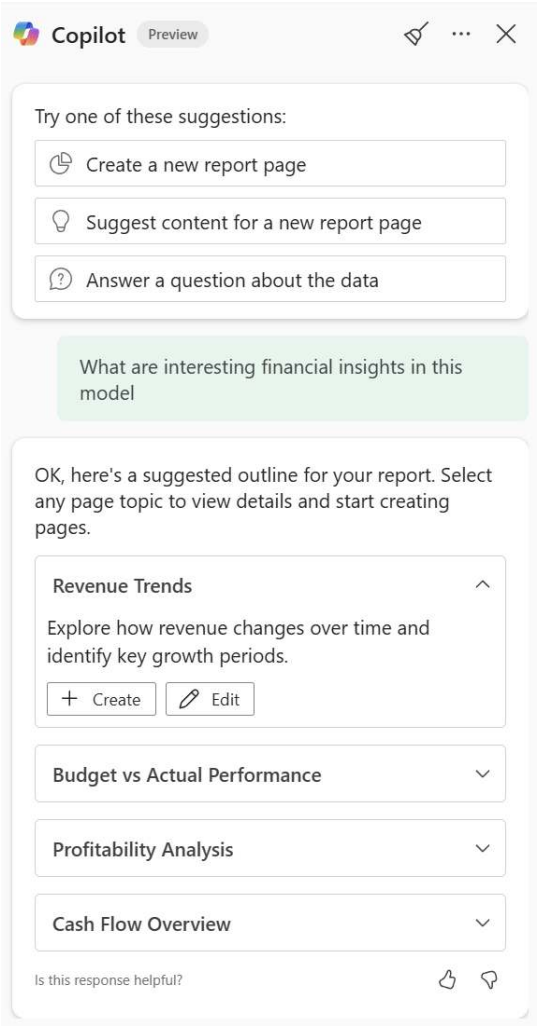 Copilot Preview
Try one of these suggestions:
Create a new report page
Suggest content for a new report page
Answer a question about the data
What are interesting financial insights in this
model
OK, here's a suggested outline for your report. Select
any page topic to view details and start creating
pages.
Revenue Trends
Explore how revenue changes over time and
identify key growth periods.
Create Edit
Budget vs Actual Performance
Profitability Analysis
Cash Flow Overview
Is this response helpful?